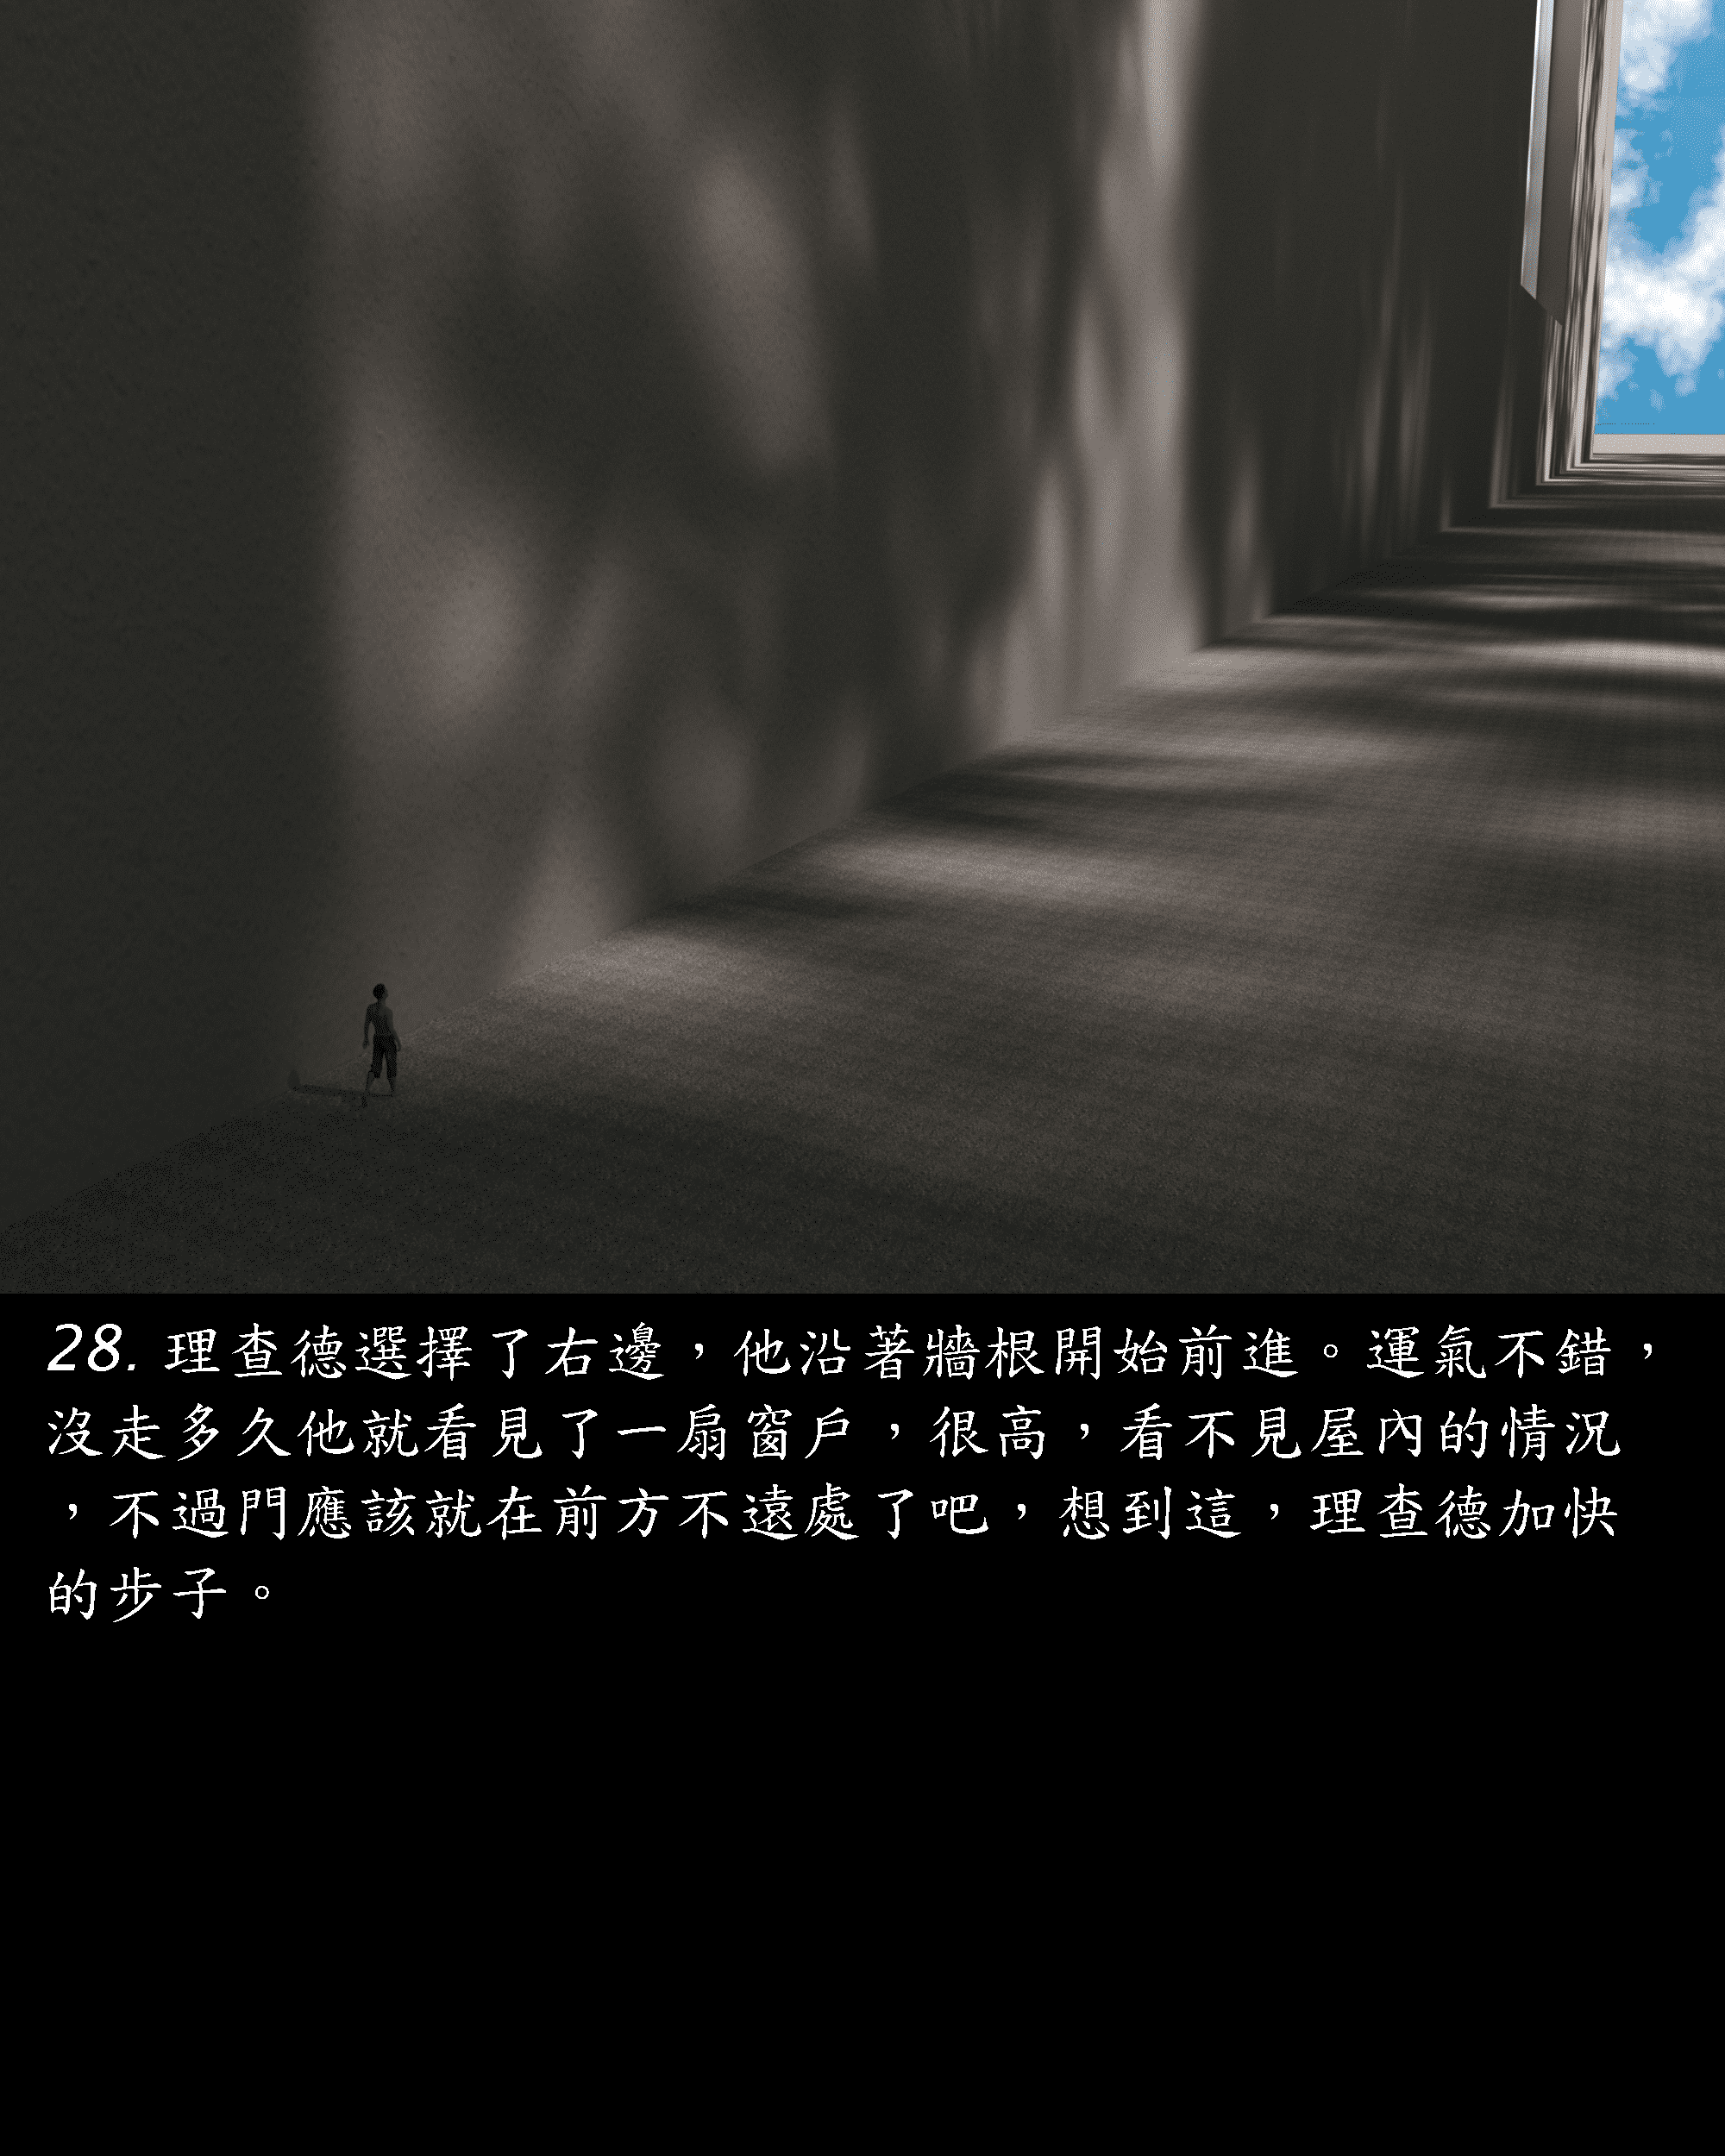 28. 理查德選擇了右邊，他沿著牆根開始前進。運氣不錯，
沒走多久他就看見了一扇窗戶，很高，看不見屋內的情況
，不過門應該就在前方不遠處了吧，想到這，理查德加快
的步子。